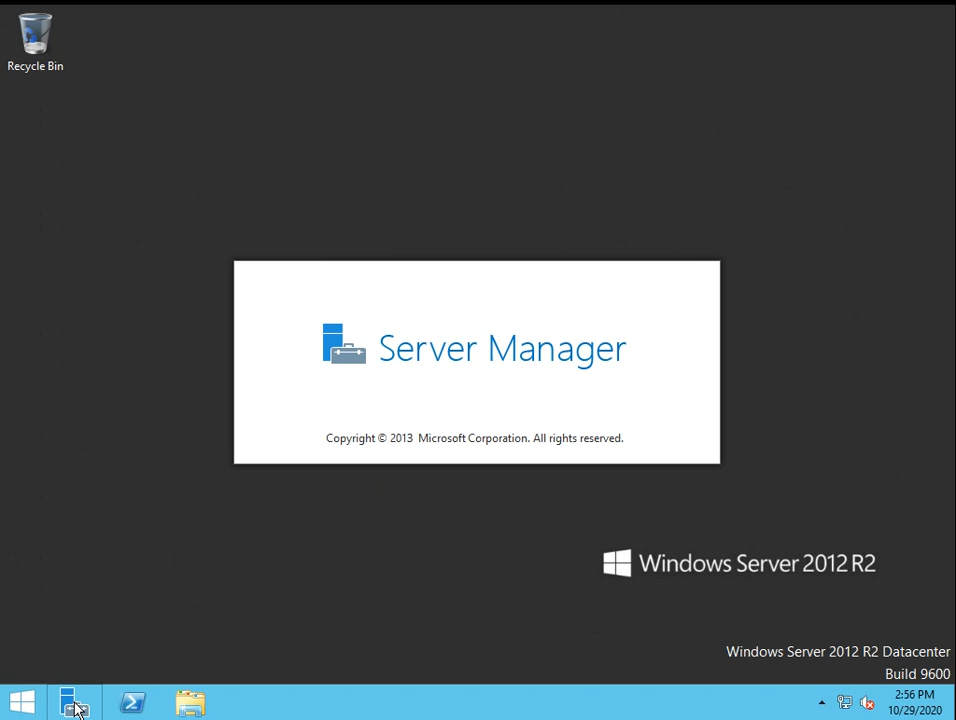 Recycle Bin
Server Manager
Copyright © 2013 Microsoft Corporation. All rights reserved.
Windows Server 2012 R2
Windows Server 2012 R2 Datacenter
Build 9600
2:56 PM
10/29/2020